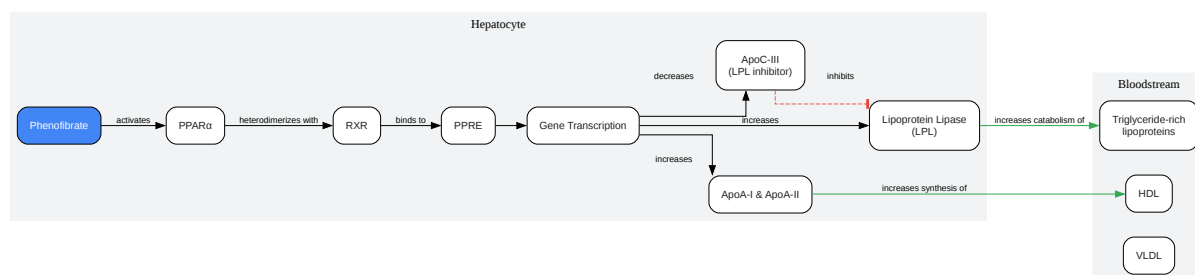 Hepatocyte
ApoC-III
(LPL inhibitor)
decreases
inhibits
Bloodstream
Phenofibrate
activates
PPARα
heterodimerizes with
RXR
binds to
PPRE
Gene Transcription
increases
Lipoprotein Lipase
(LPL)
increases catabolism of
Triglyceride-rich
lipoproteins
increases
ApoA-I & ApoA-II
increases synthesis of
HDL
VLDL